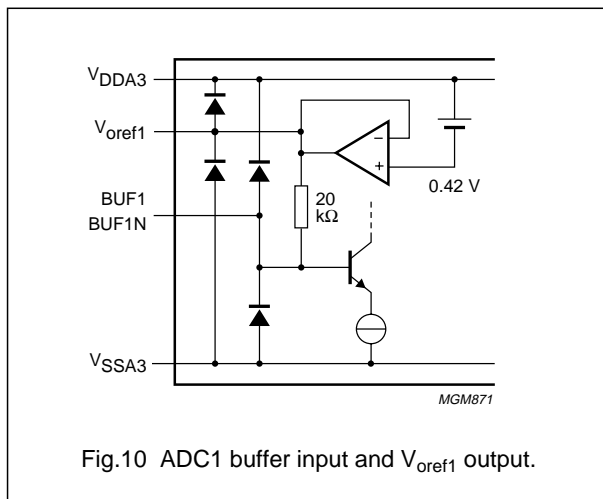 VDDA3
Voref1
BUF1
BUF1N
VSSA3
−
+
0.42 V
20
kΩ
MGM871
Fig.10 ADC1 buffer input and Voref1 output.